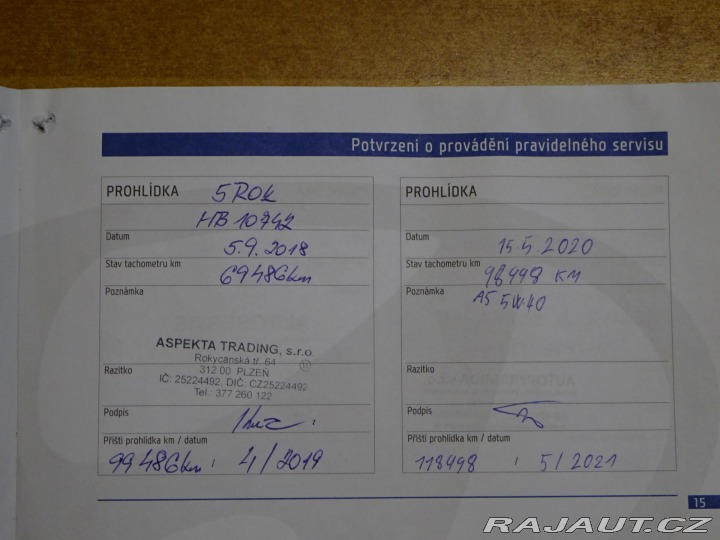 Potvrzeni o provádění pravidelného servisu
PROHLÍDKA 5 ROK
HB 10742
Datum 5.9.2018
Stav tachometru km 69486km
Poznámka
ASPEKTA TRADING, s.r.o
Rokycanská tř. 64
Razítko 312 00 PLZEŇ
IČ: 25224492, DIČ: CZ25224492
Tel.: 377 260 122
Podpis
Příští prohlídka km / datum
99486km 4/2019
PROHLÍDKA
Datum 15 5 2020
Stav tachometru km 98498 KM
Poznámka A5 5W40
Razítko
Podpis
Příští prohlídka km / datum
118498 5/2021
15
RAJAUT.CZ